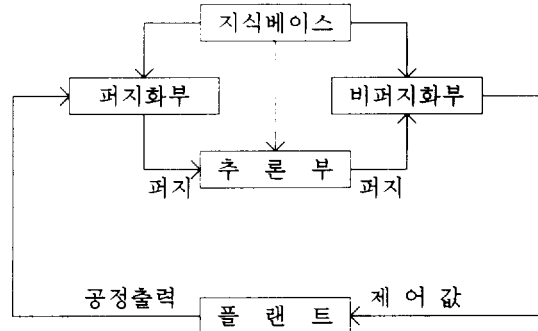 지식베이스
퍼지화부
비퍼지화부
추 론 부
퍼지
퍼지
공정출력
제 어 값
플 랜 트